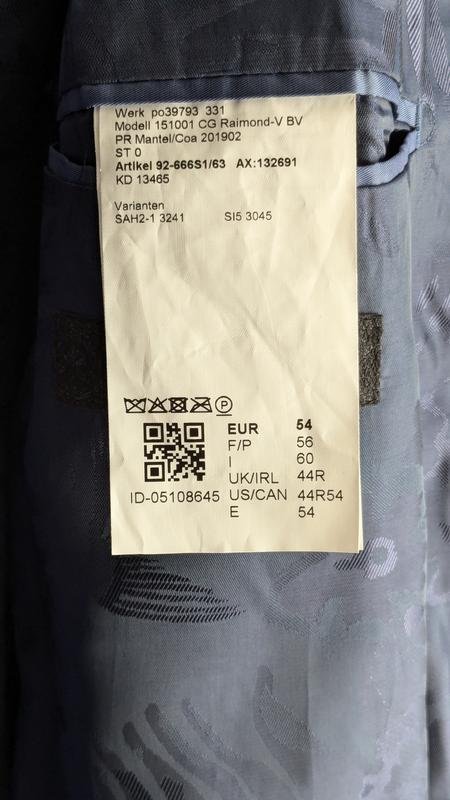 Werk po39793 331
Modell 151001 CG Raimond-V BV
PR Mantel/Coa 201902
ST 0
Artikel 92-666S1/63 AX:132691
KD 13465
Varianten
SAH2-1 3241 SI5 3045
P
EUR 54
F/P 56
I 60
UK/IRL 44R
ID-05108645 US/CAN 44R54
E 54